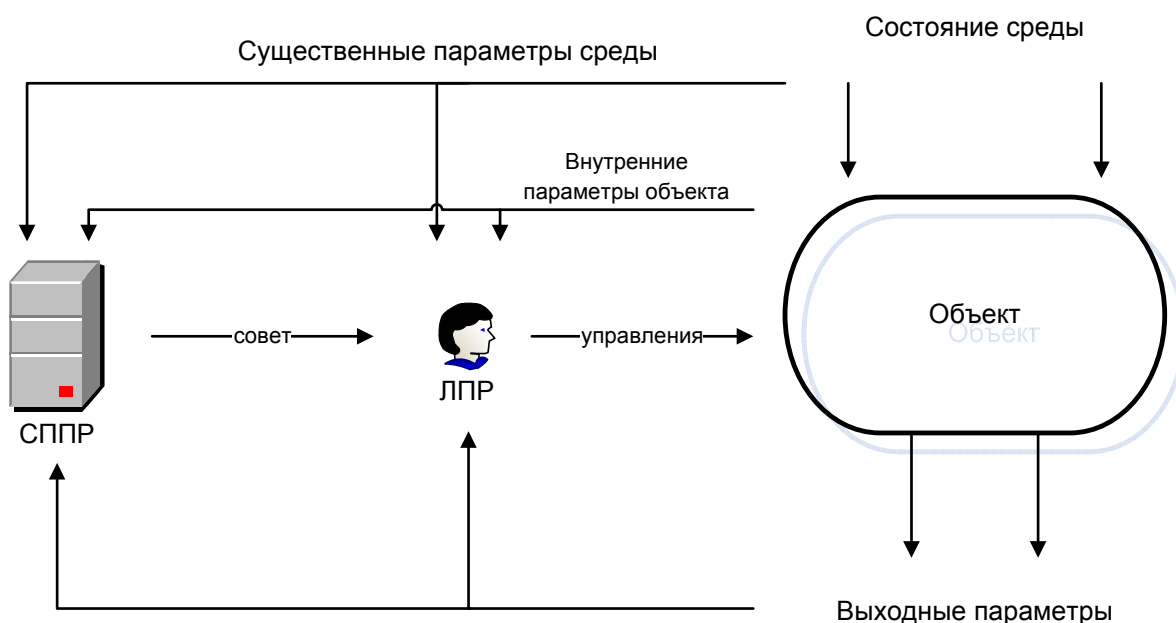 Состояние среды
Существенные параметры среды
Внутренние
параметры объекта
Объект
Объект
совет
управления
ЛПР
СППР
Выходные параметры